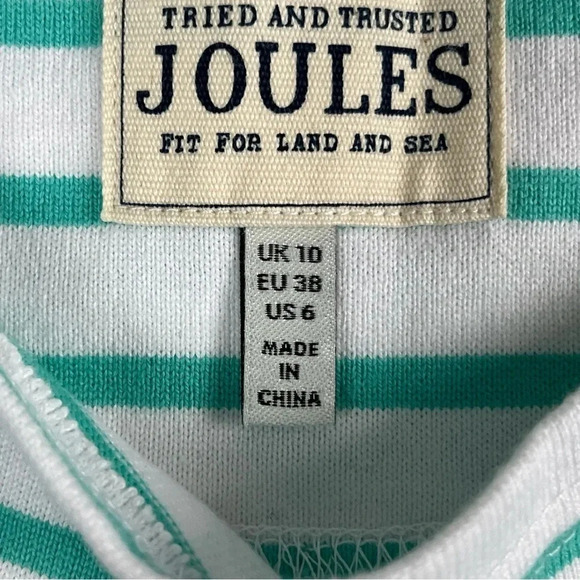 TRIED AND TRUSTED
JOULES
FIT FOR LAND AND SEA
UK 10
EU 38
US 6
MADE
IN
CHINA